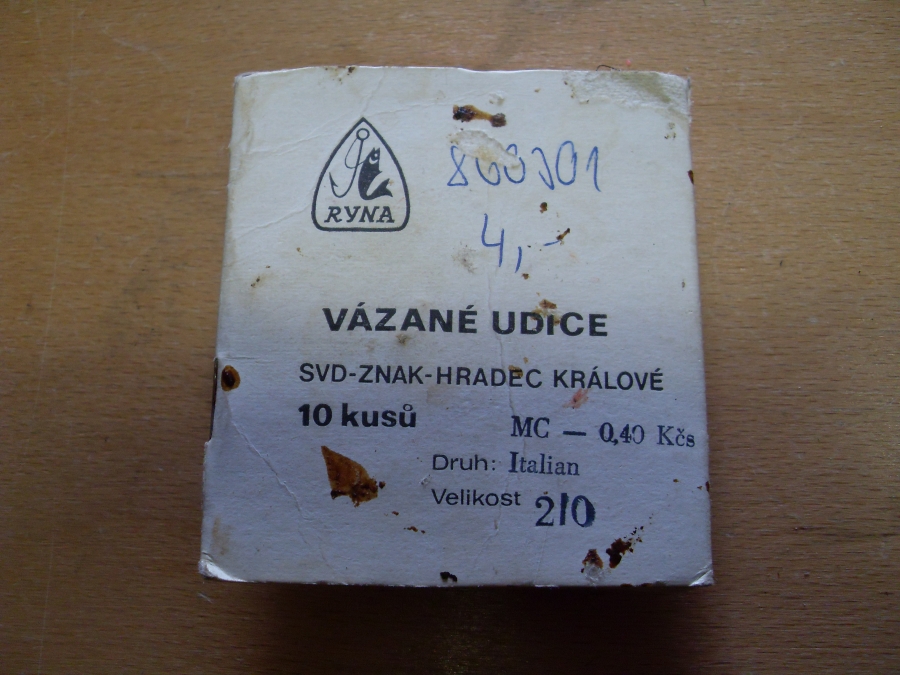 RYNA
860301
4,-
VÁZANÉ UDICE
SVD-ZNAK-HRADEC KRÁLOVÉ
10 kusů
MC — 0,40 Kčs
Druh: Italian
Velikost 2/0